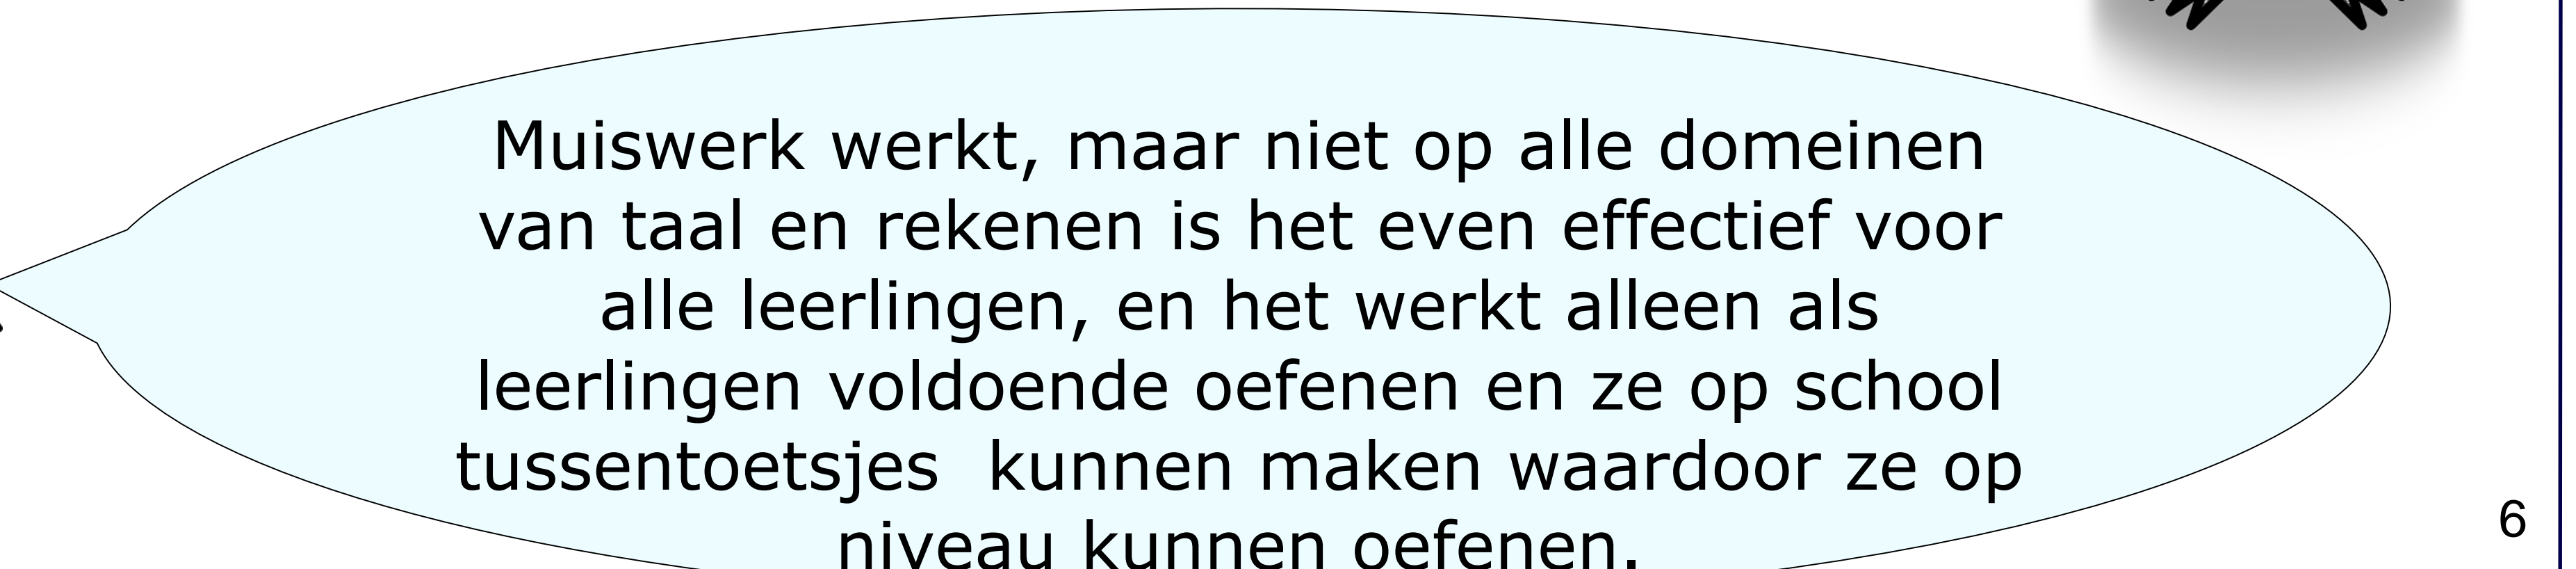 Muiswerk werkt, maar niet op alle domeinen
van taal en rekenen is het even effectief voor
alle leerlingen, en het werkt alleen als
leerlingen voldoende oefenen en ze op school
tussentoetsjes  kunnen maken waardoor ze op
niveau kunnen oefenen.
6